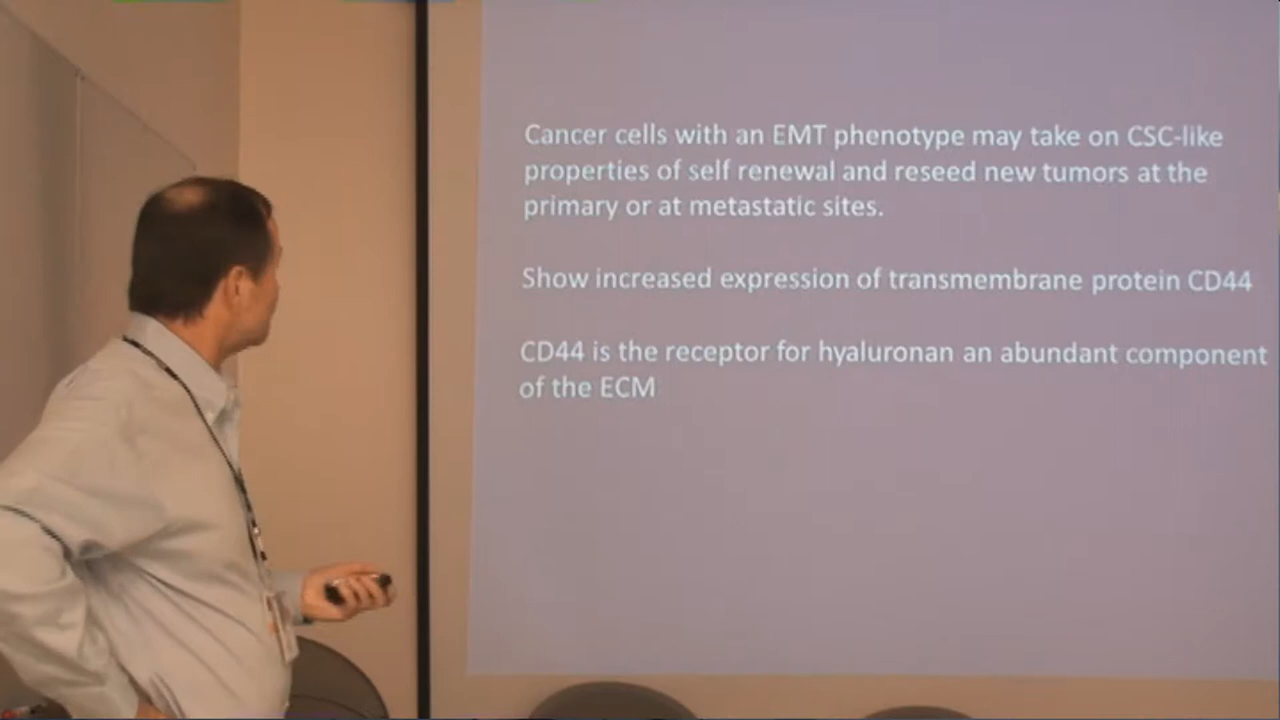 Cancer cells with an EMT phenotype may take on CSC-like
properties of self renewal and reseed new tumors at the
primary or at metastatic sites.
Show increased expression of transmembrane protein CD44
CD44 is the receptor for hyaluronan an abundant component
of the ECM